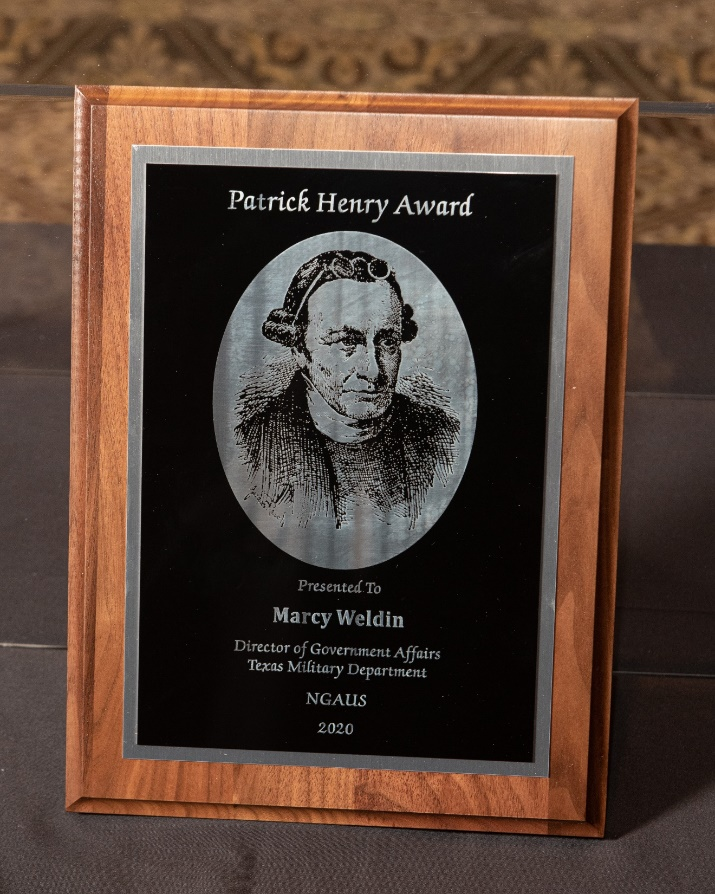 Patrick Henry Award
Presented To
Marcy Weldin
Director of Government Affairs
Texas Military Department
NGAUS
2020